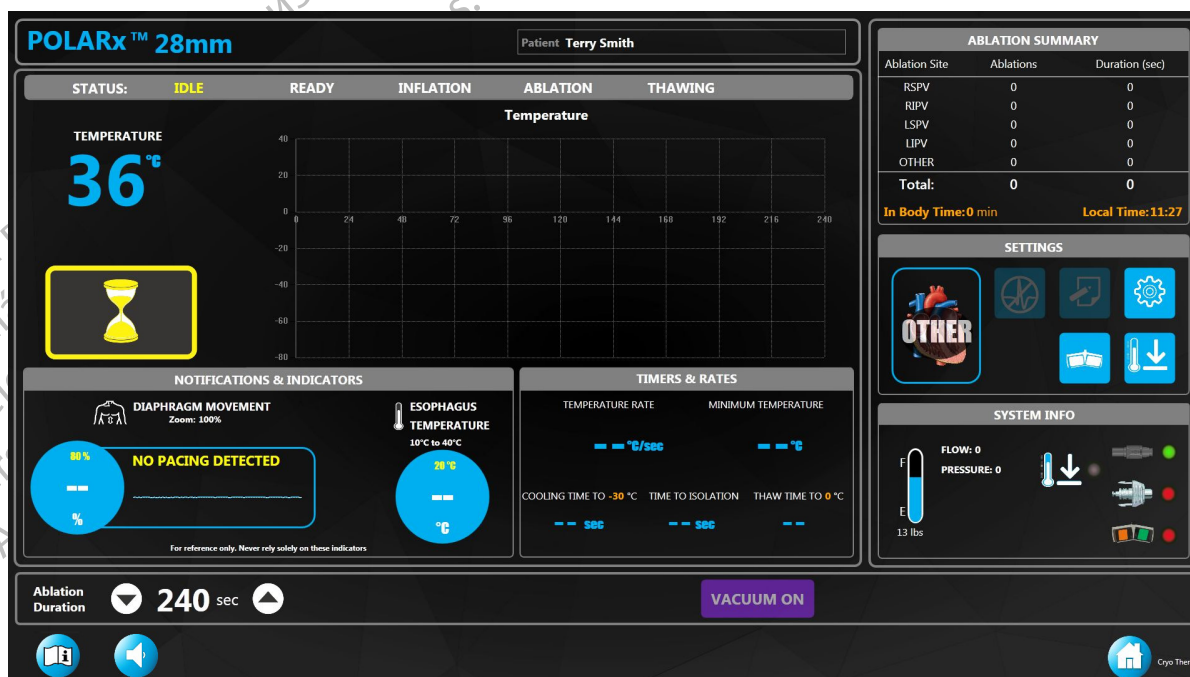 POLARx™ 28mm
Patient Terry Smith
STATUS: IDLE READY INFLATION ABLATION THAWING
TEMPERATURE
36°C
Temperature
40
20
0
-20
-40
-60
-80
0 24 48 72 96 120 144 168 192 216 240
NOTIFICATIONS & INDICATORS
DIAPHRAGM MOVEMENT
Zoom: 100%
80 %
--
%
NO PACING DETECTED
ESOPHAGUS
TEMPERATURE
10°C to 40°C
20 °C
--
°C
For reference only. Never rely solely on these indicators
TIMERS & RATES
TEMPERATURE RATE MINIMUM TEMPERATURE
-- °C/sec -- °C
COOLING TIME TO -30 °C TIME TO ISOLATION THAW TIME TO 0 °C
-- sec -- sec --
ABLATION SUMMARY
Ablation Site Ablations Duration (sec)
RSPV 0 0
RIPV 0 0
LSPV 0 0
LIPV 0 0
OTHER 0 0
Total: 0 0
In Body Time: 0 min Local Time: 11:27
SETTINGS
OTHER
SYSTEM INFO
F
E
13 lbs
FLOW: 0
PRESSURE: 0
Ablation
Duration
240 sec
VACUUM ON
Cryo Ther